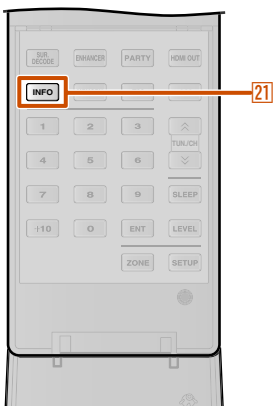 SUR.
DECODE
ENHANCER
PARTY
HDMI OUT
INFO
21
1
2
3
TUN./CH
4
5
6
7
8
9
SLEEP
+10
0
ENT
LEVEL
ZONE
SETUP